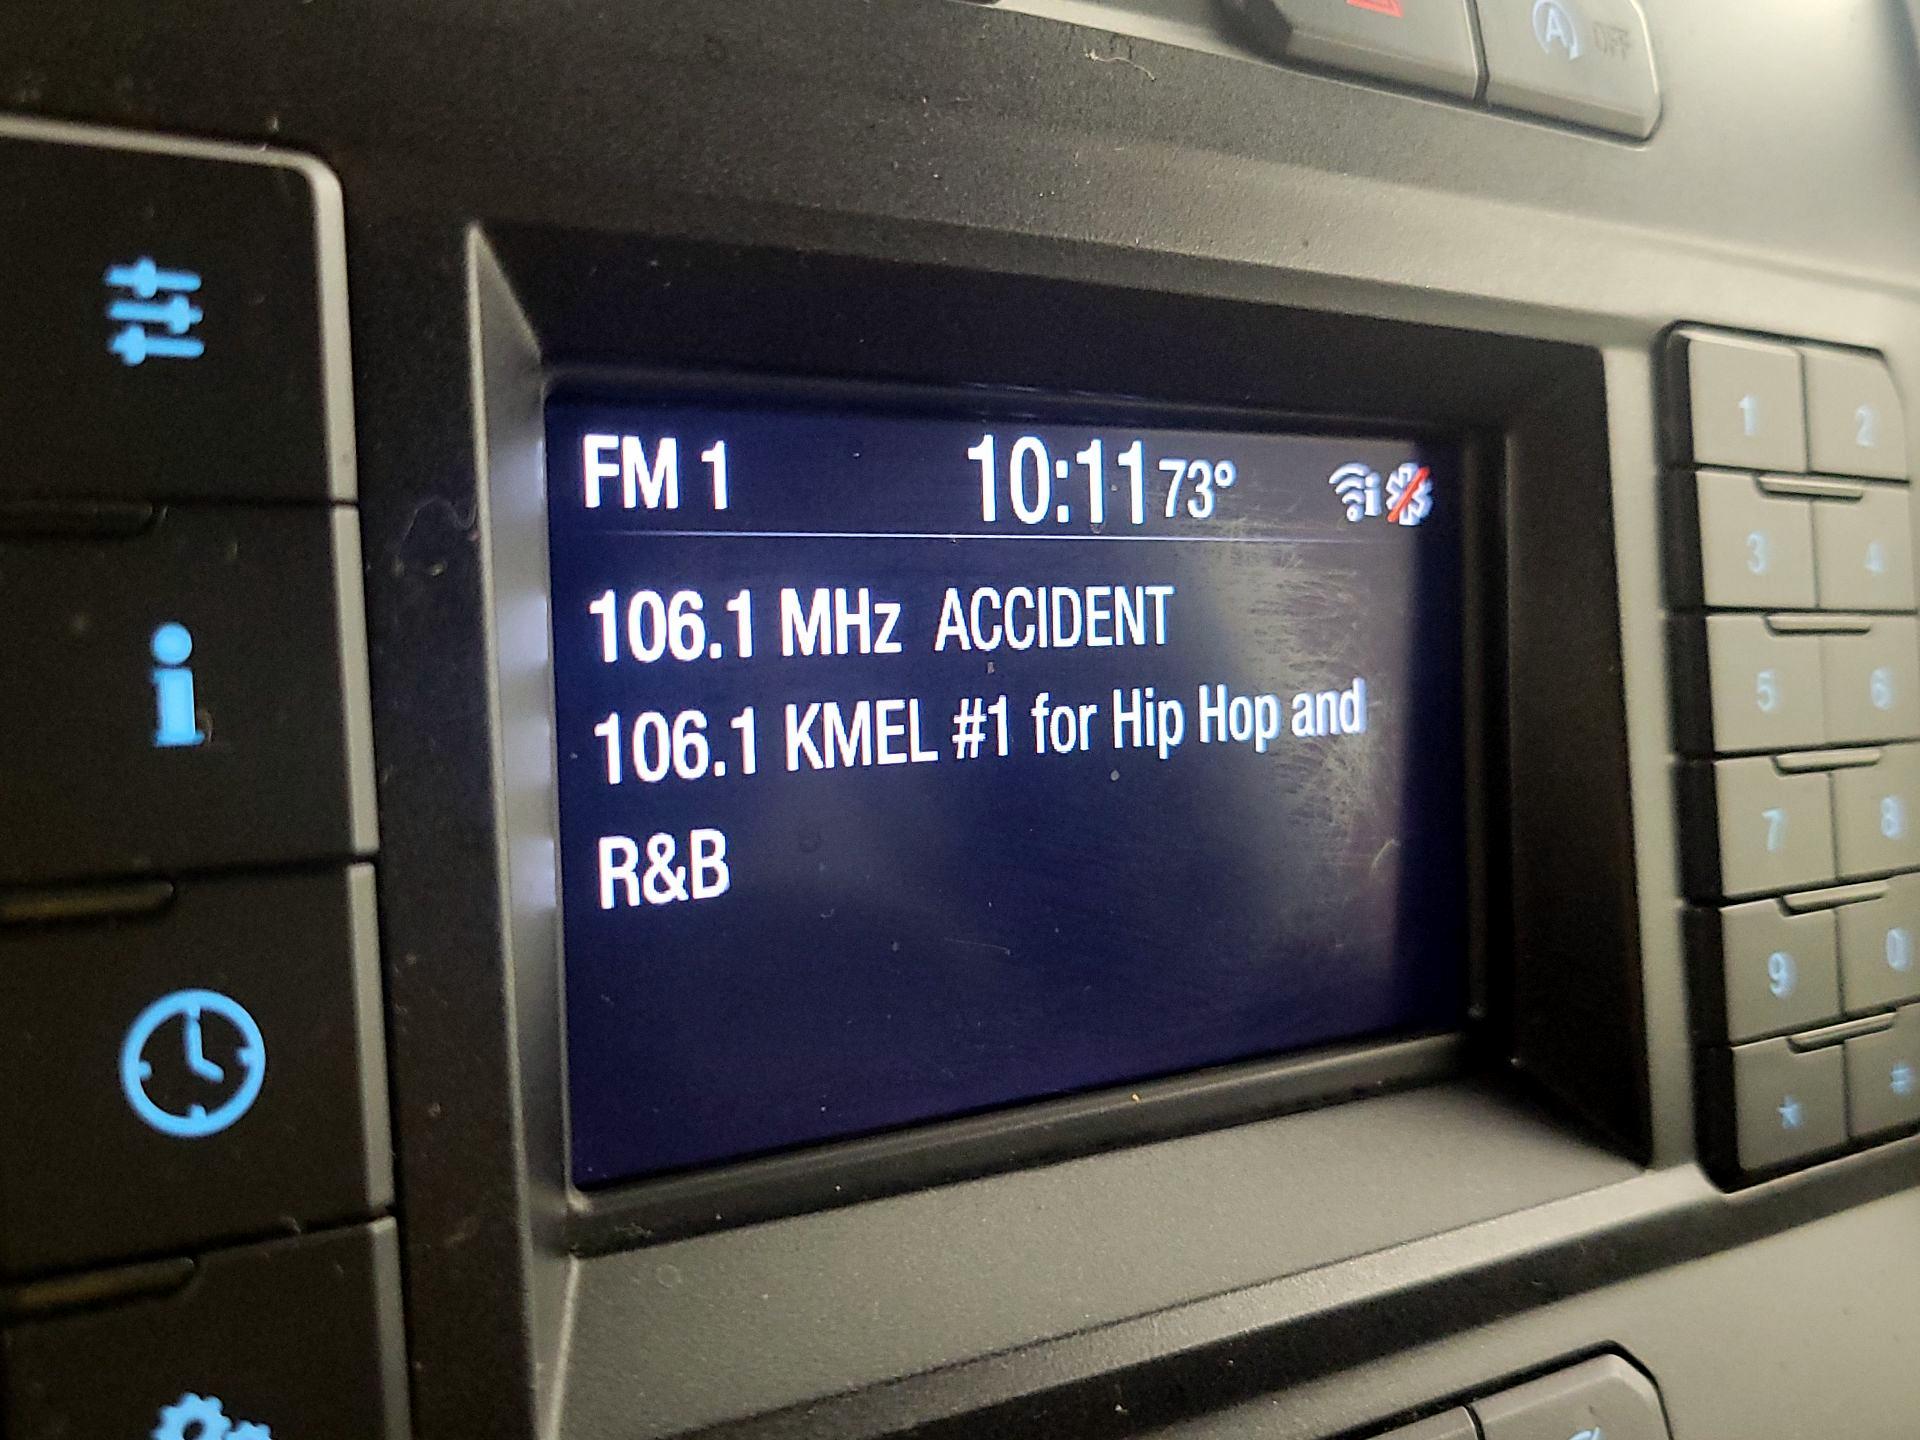 A OFF
FM 1 10:11 73°
106.1 MHz ACCIDENT
106.1 KMEL #1 for Hip Hop and
R&B
i
1 2
3 4
5 6
7 8
9 0
* #